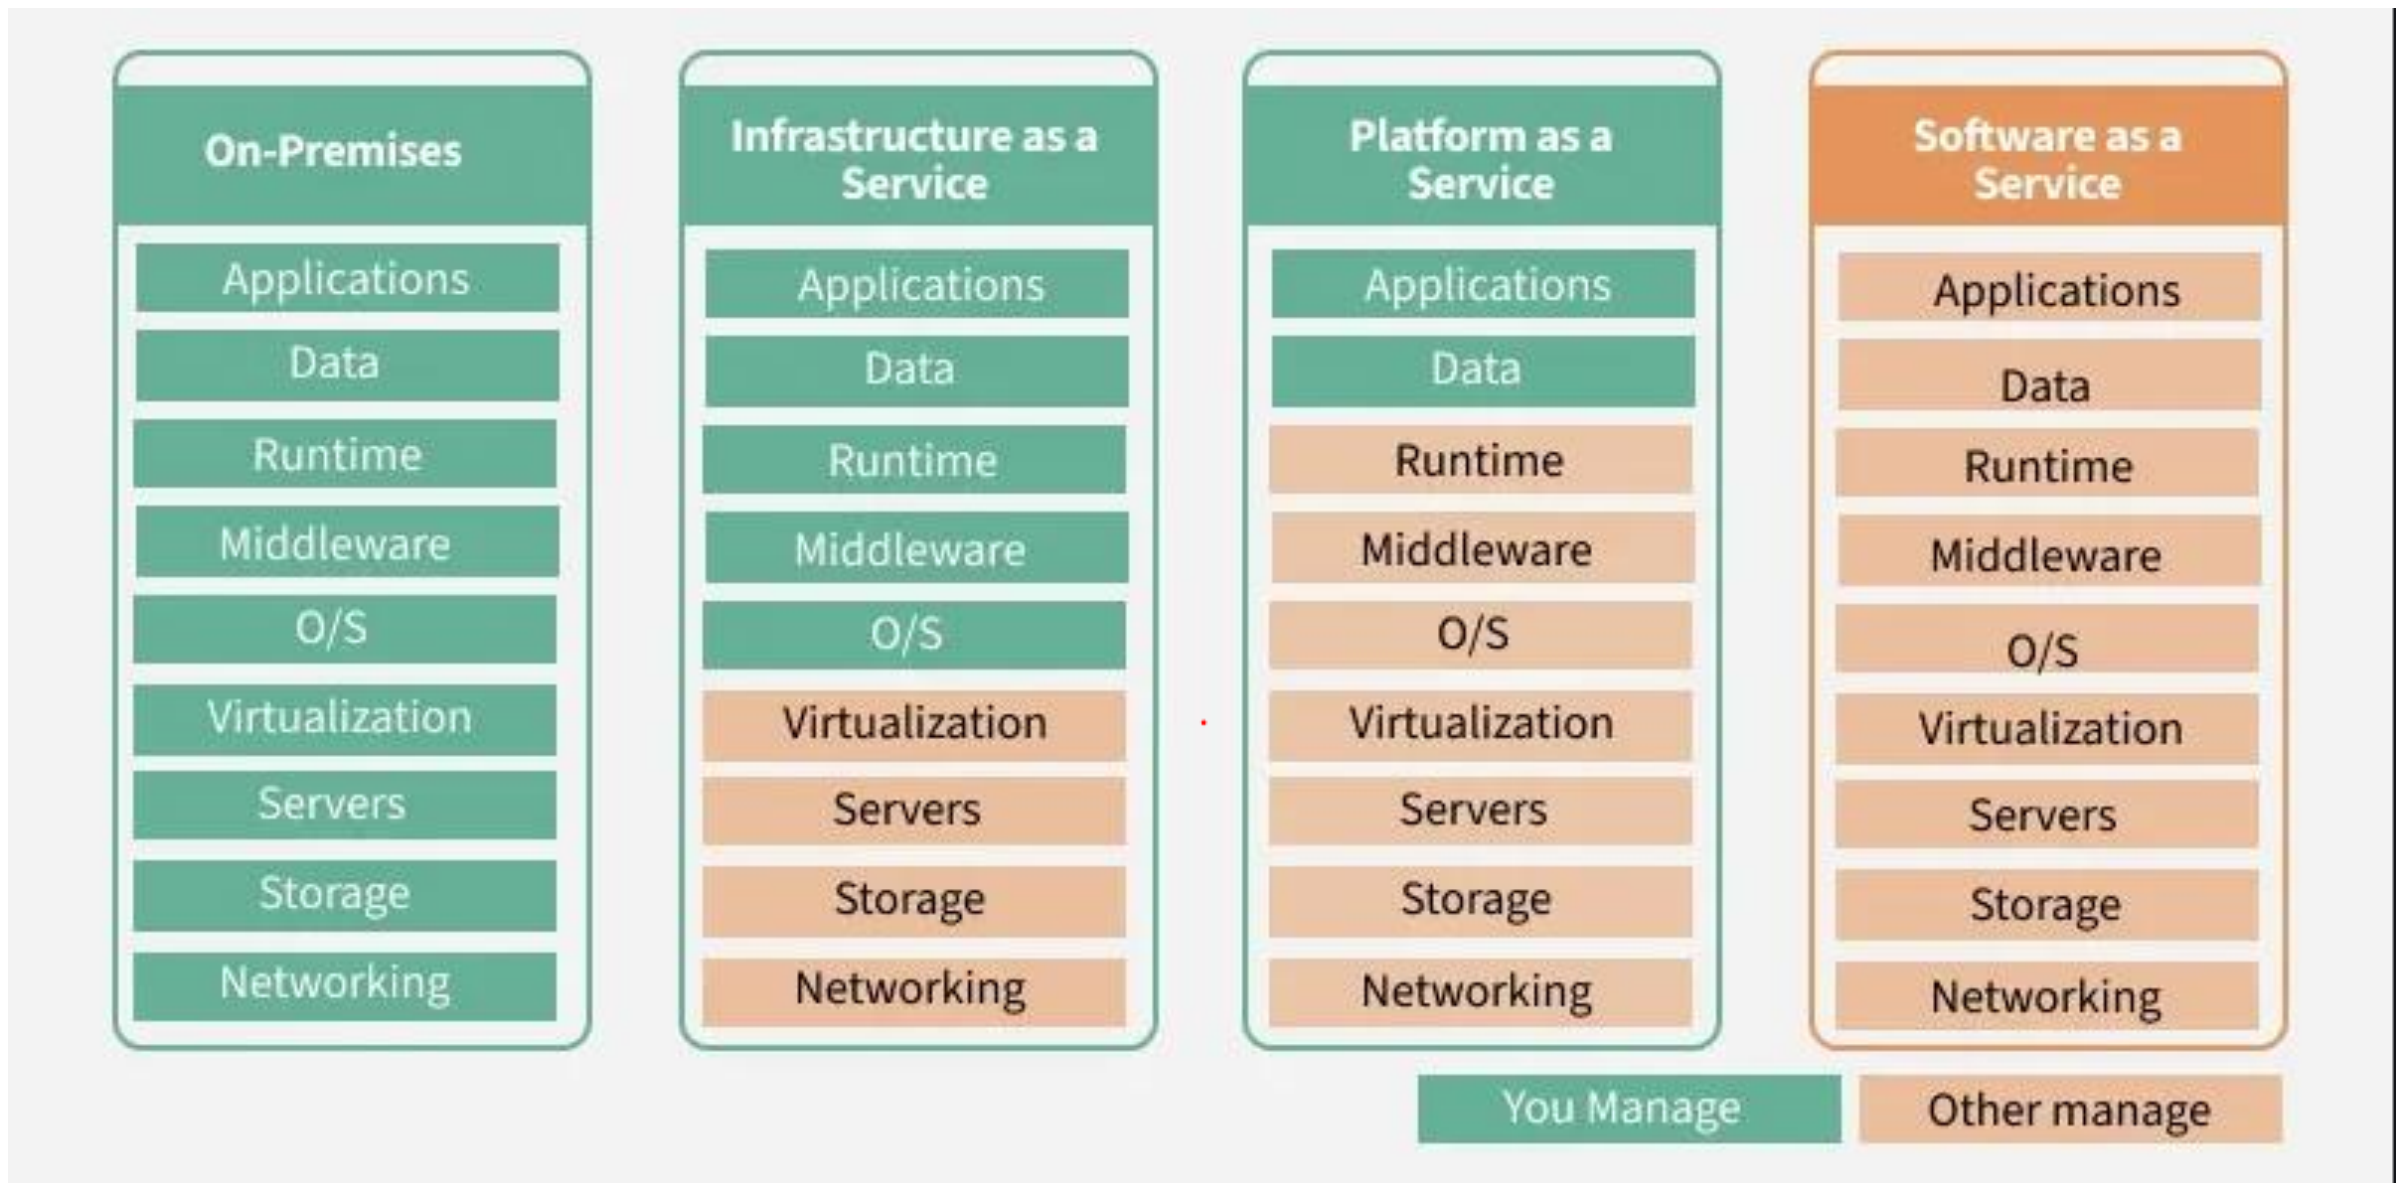 On-Premises
Applications
Data
Runtime
Middleware
O/S
Virtualization
Servers
Storage
Networking
Infrastructure as a
Service
Applications
Data
Runtime
Middleware
O/S
Virtualization
Servers
Storage
Networking
Platform as a
Service
Applications
Data
Runtime
Middleware
O/S
Virtualization
Servers
Storage
Networking
Software as a
Service
Applications
Data
Runtime
Middleware
O/S
Virtualization
Servers
Storage
Networking
You Manage
Other manage